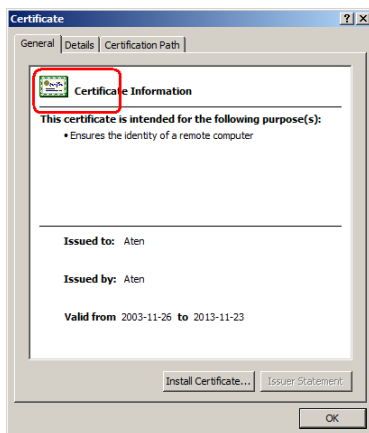 Certificate
General Details Certification Path
Certificate Information
This certificate is intended for the following purpose(s):
• Ensures the identity of a remote computer
Issued to: Aten
Issued by: Aten
Valid from 2003-11-26 to 2013-11-23
Install Certificate... Issuer Statement
OK